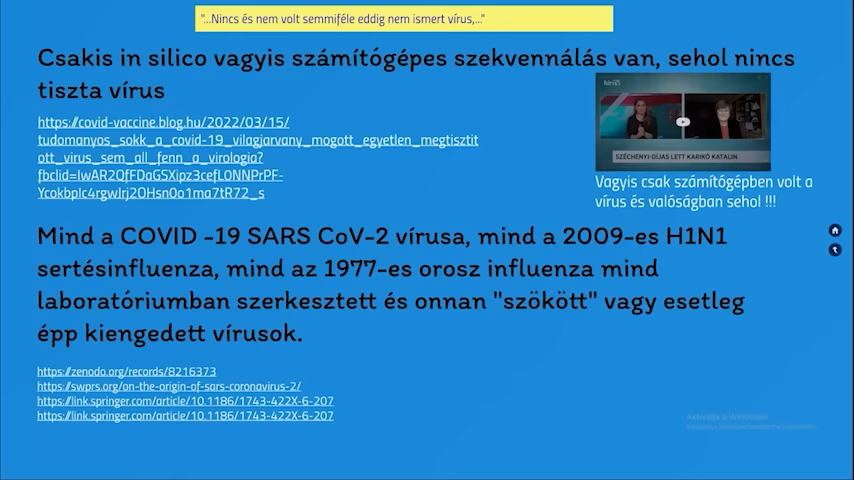 "...Nincs és nem volt semmiféle eddig nem ismert vírus,..."
Csakis in silico vagyis számítógépes szekvennálás van, sehol nincs
tiszta vírus
https://covid-vaccine.blog.hu/2022/03/15/
tudomanyos_sokk_a_covid-19_vilagjarvany_mogott_egyetlen_megtisztit
ott_virus_sem_all_fenn_a_virologia?
fbclid=IwAR2QfFDaGSXipz3cefL0NNPrPF-
Ycokbplc4rgwJrj2OHsn0o1ma7tR72_s
SZÉCHENYI-DÍJAS LETT KARIKÓ KATALIN
Vagyis csak számítógépben volt a
vírus és valóságban sehol !!!
Mind a COVID -19 SARS CoV-2 vírusa, mind a 2009-es H1N1
sertésinfluenza, mind az 1977-es orosz influenza mind
laboratóriumban szerkesztett és onnan "szökött" vagy esetleg
épp kiengedett vírusok.
https://zenodo.org/records/8216373
https://swprs.org/on-the-origin-of-sars-coronavirus-2/
https://link.springer.com/article/10.1186/1743-422X-6-207
https://link.springer.com/article/10.1186/1743-422X-6-207
Aktiválja a Windowst